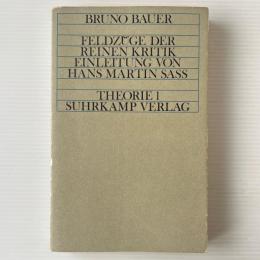 BRUNO BAUER
FELDZÜGE DER
REINEN KRITIK
EINLEITUNG VON
HANS MARTIN SASS
THEORIE 1
SUHRKAMP VERLAG